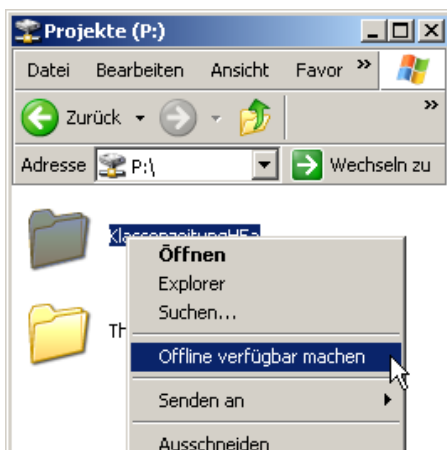 Projekte (P:)
Datei Bearbeiten Ansicht Favor »
Zurück »
Adresse P:\ Wechseln zu
KlassenzeitungHEa
Öffnen
Explorer
Suchen...
Th
Offline verfügbar machen
Senden an
Ausschneiden